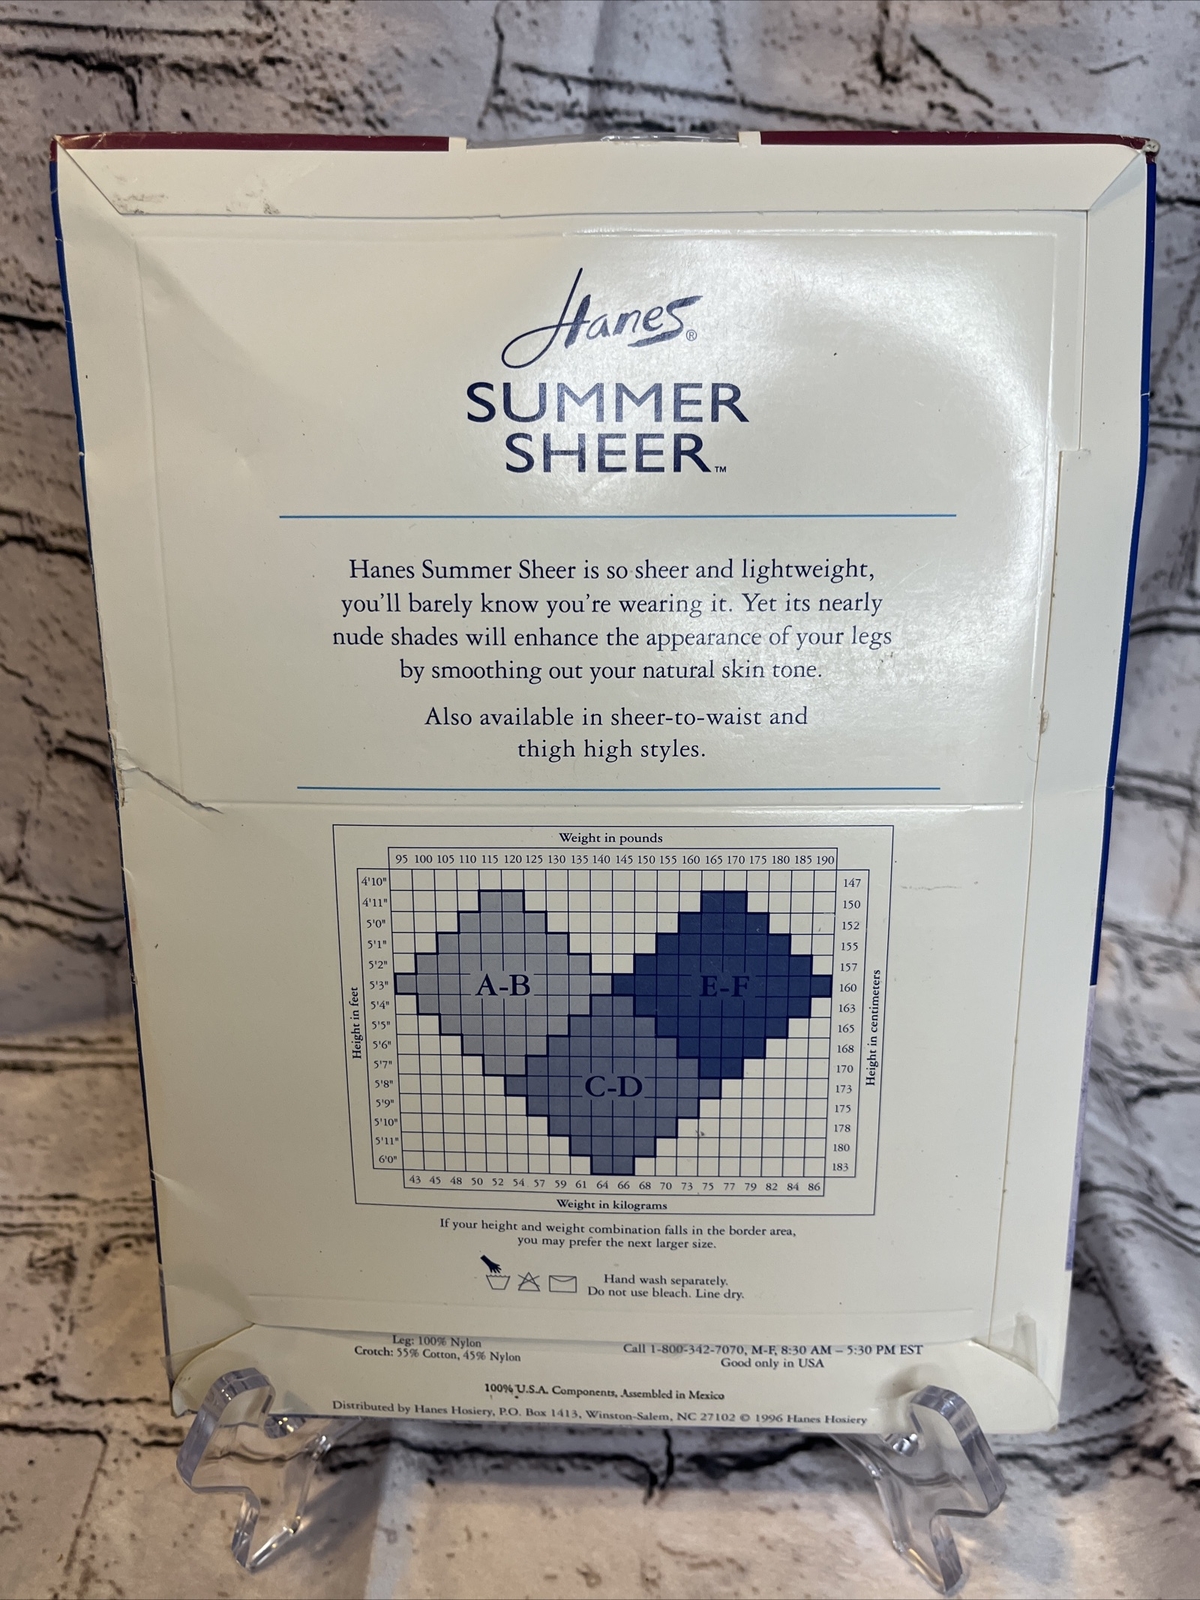 Hanes®
SUMMER
SHEER™
Hanes Summer Sheer is so sheer and lightweight,
you'll barely know you're wearing it. Yet its nearly
nude shades will enhance the appearance of your legs
by smoothing out your natural skin tone.
Also available in sheer-to-waist and
thigh high styles.
Weight in pounds
95 100 105 110 115 120 125 130 135 140 145 150 155 160 165 170 175 180 185 190
4'10" 147
4'11" 150
5'0" 152
5'1" 155
5'2" 157
5'3" A-B E-F 160
5'4" 163
5'5" 165
5'6" 168
5'7" 170
5'8" C-D 173
5'9" 175
5'10" 178
5'11" 180
6'0" 183
Height in feet
Height in centimeters
43 45 48 50 52 54 57 59 61 64 66 68 70 73 75 77 79 82 84 86
Weight in kilograms
If your height and weight combination falls in the border area,
you may prefer the next larger size.
Hand wash separately.
Do not use bleach. Line dry.
Leg: 100% Nylon
Crotch: 55% Cotton, 45% Nylon
Call 1-800-342-7070, M-F, 8:30 AM – 5:30 PM EST
Good only in USA
100% U.S.A. Components, Assembled in Mexico
Distributed by Hanes Hosiery, P.O. Box 1413, Winston-Salem, NC 27102 © 1996 Hanes Hosiery